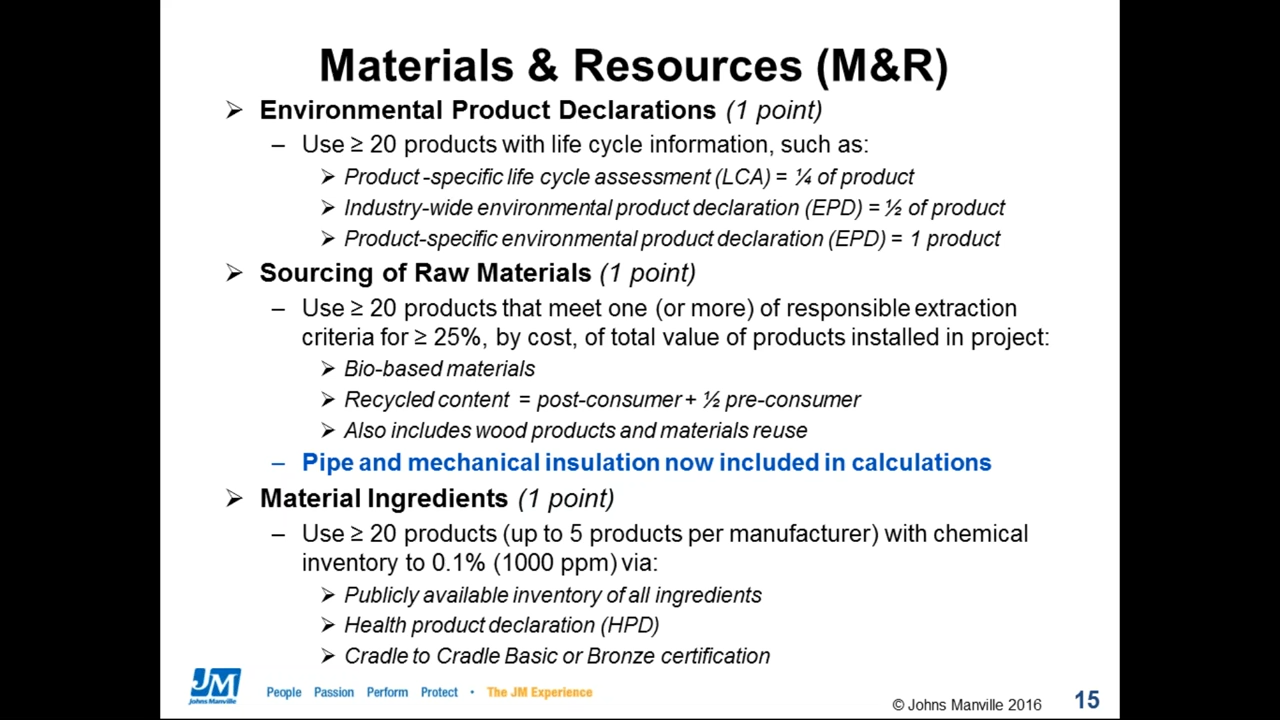 Materials & Resources (M&R)
➢ Environmental Product Declarations (1 point)
– Use ≥ 20 products with life cycle information, such as:
➢ Product -specific life cycle assessment (LCA) = ¼ of product
➢ Industry-wide environmental product declaration (EPD) = ½ of product
➢ Product-specific environmental product declaration (EPD) = 1 product
➢ Sourcing of Raw Materials (1 point)
– Use ≥ 20 products that meet one (or more) of responsible extraction
criteria for ≥ 25%, by cost, of total value of products installed in project:
➢ Bio-based materials
➢ Recycled content = post-consumer + ½ pre-consumer
➢ Also includes wood products and materials reuse
– Pipe and mechanical insulation now included in calculations
➢ Material Ingredients (1 point)
– Use ≥ 20 products (up to 5 products per manufacturer) with chemical
inventory to 0.1% (1000 ppm) via:
➢ Publicly available inventory of all ingredients
➢ Health product declaration (HPD)
➢ Cradle to Cradle Basic or Bronze certification
JM
Johns Manville
People Passion Perform Protect • The JM Experience
© Johns Manville 2016
15